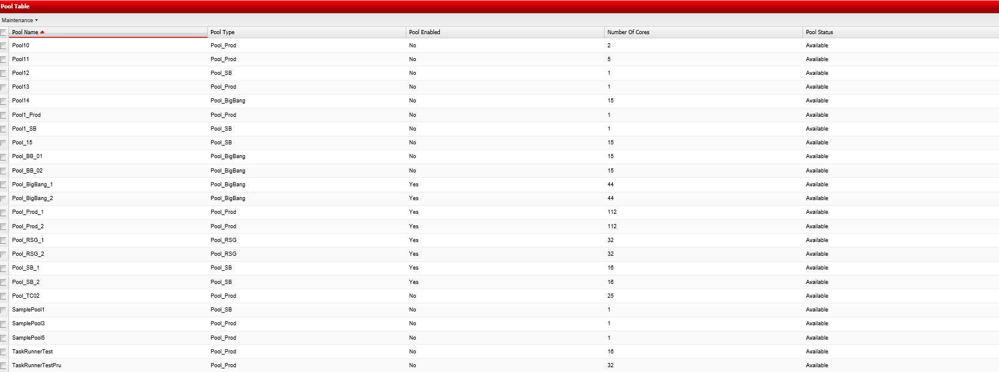 Pool Table
Maintenance
Pool Name Pool Type Pool Enabled Number Of Cores Pool Status
Pool10 Pool_Prod No 2 Available
Pool11 Pool_Prod No 5 Available
Pool12 Pool_SB No 1 Available
Pool13 Pool_Prod No 1 Available
Pool14 Pool_BigBang No 15 Available
Pool1_Prod Pool_Prod No 1 Available
Pool1_SB Pool_SB No 1 Available
Pool_15 Pool_SB No 15 Available
Pool_BB_01 Pool_BigBang No 15 Available
Pool_BB_02 Pool_BigBang No 15 Available
Pool_BigBang_1 Pool_BigBang Yes 44 Available
Pool_BigBang_2 Pool_BigBang Yes 44 Available
Pool_Prod_1 Pool_Prod Yes 112 Available
Pool_Prod_2 Pool_Prod Yes 112 Available
Pool_RSG_1 Pool_RSG Yes 32 Available
Pool_RSG_2 Pool_RSG Yes 32 Available
Pool_SB_1 Pool_SB Yes 16 Available
Pool_SB_2 Pool_SB Yes 16 Available
Pool_TC02 Pool_Prod No 25 Available
SamplePool1 Pool_SB No 1 Available
SamplePool3 Pool_Prod No 1 Available
SamplePool5 Pool_Prod No 1 Available
TaskRunnerTest Pool_Prod No 16 Available
TaskRunnerTestPru Pool_Prod No 32 Available